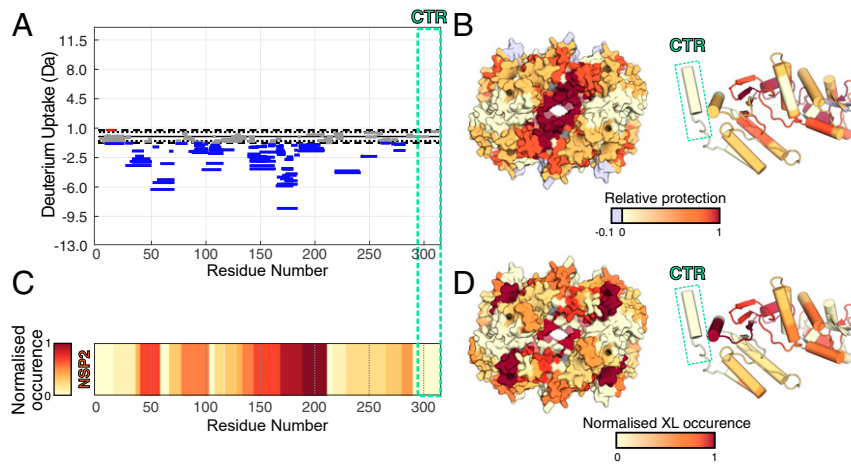 A
CTR
Deuterium Uptake (Da)
11.5
8.0
4.5
1.0
-2.5
-6.0
-9.5
-13.0
0 50 100 150 200 250 300
Residue Number
B
CTR
Relative protection
-0.1 0 1
C
Normalised
occurence
1
0
NSP2
0 50 100 150 200 250 300
Residue Number
D
CTR
Normalised XL occurence
0 1